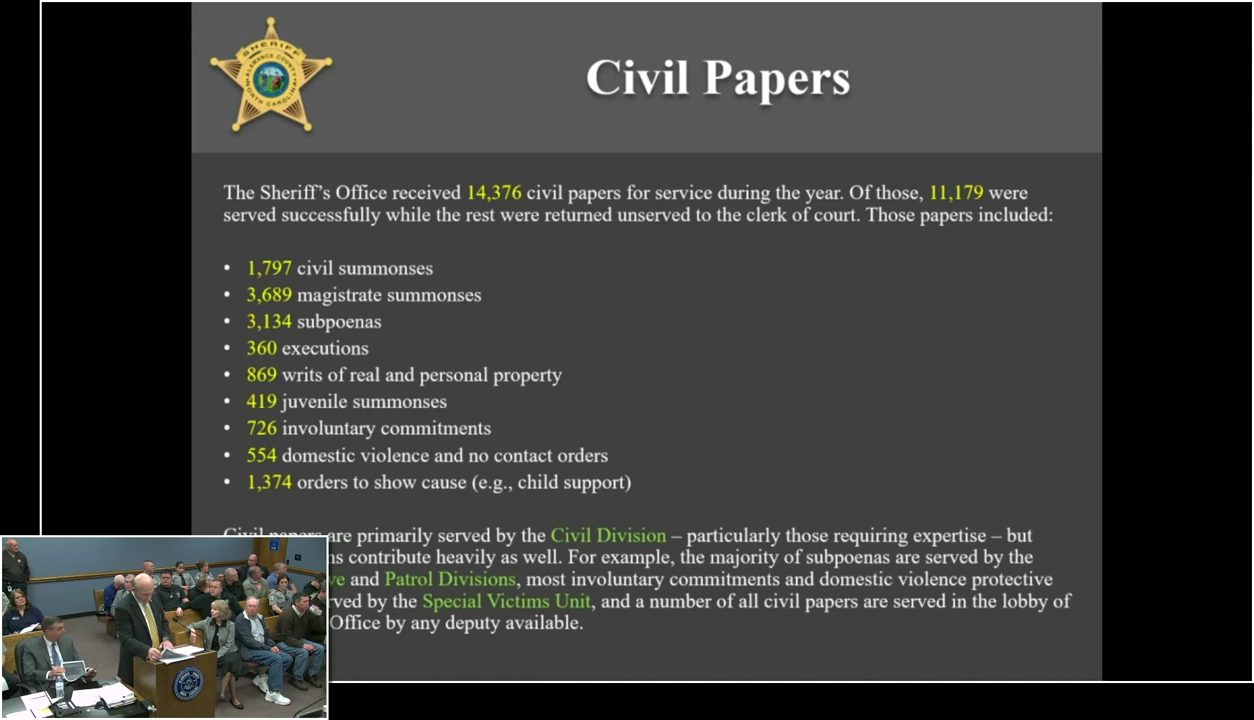 SHERIFF
ALAMANCE COUNTY
NORTH CAROLINA
Civil Papers
The Sheriff's Office received 14,376 civil papers for service during the year. Of those, 11,179 were
served successfully while the rest were returned unserved to the clerk of court. Those papers included:
• 1,797 civil summonses
• 3,689 magistrate summonses
• 3,134 subpoenas
• 360 executions
• 869 writs of real and personal property
• 419 juvenile summonses
• 726 involuntary commitments
• 554 domestic violence and no contact orders
• 1,374 orders to show cause (e.g., child support)
Civil papers are primarily served by the Civil Division – particularly those requiring expertise – but
contribute heavily as well. For example, the majority of subpoenas are served by the
and Patrol Divisions, most involuntary commitments and domestic violence protective
by the Special Victims Unit, and a number of all civil papers are served in the lobby of
Office by any deputy available.